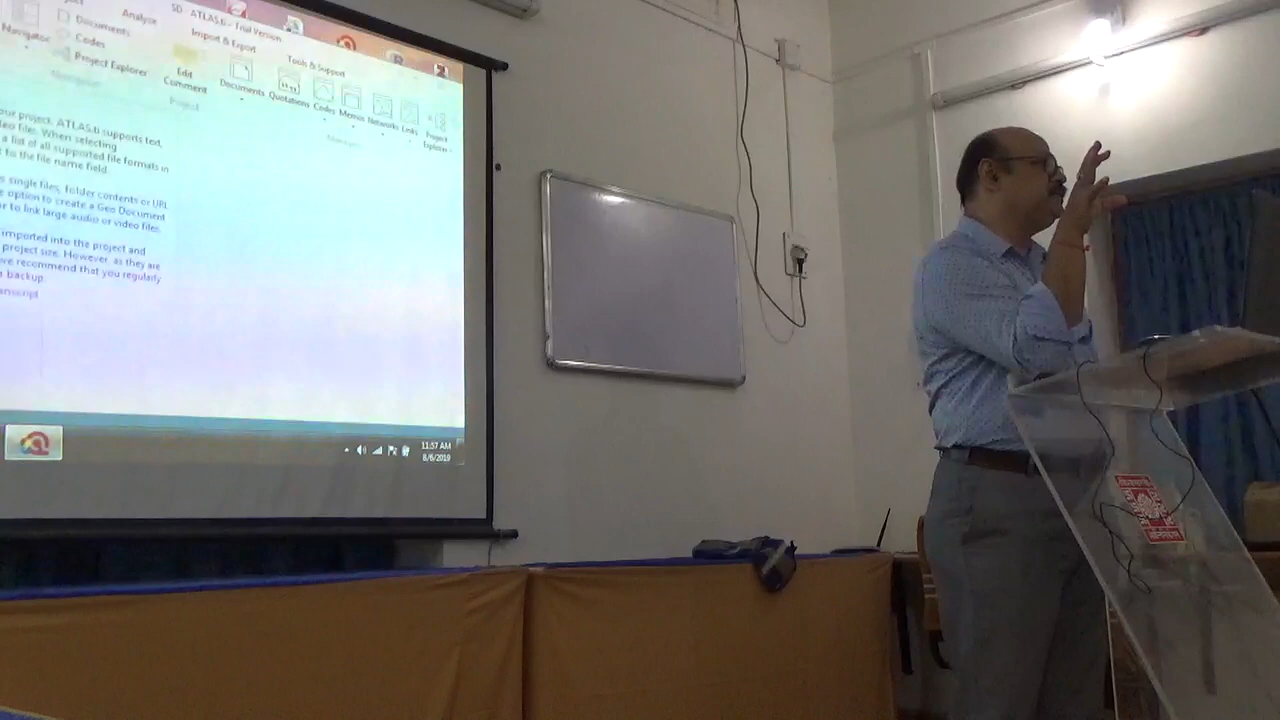 SD - ATLAS.ti - Trial Version
Analyse
Import & Export
Tools & Support
Documents
Navigator
Codes
Project Explorer
Edit
Comment
Documents
Quotations
Codes
Memos
Networks
Links
Project
Explorer
Project
our project. ATLAS.ti supports text,
files. When selecting
a list of all supported file formats in
to the file name field.
single files, folder contents or URL
option to create a Geo Document
or to link large audio or video files.
imported into the project and
project size. However, as they are
we recommend that you regularly
backup.
11:57 AM
8/6/2019